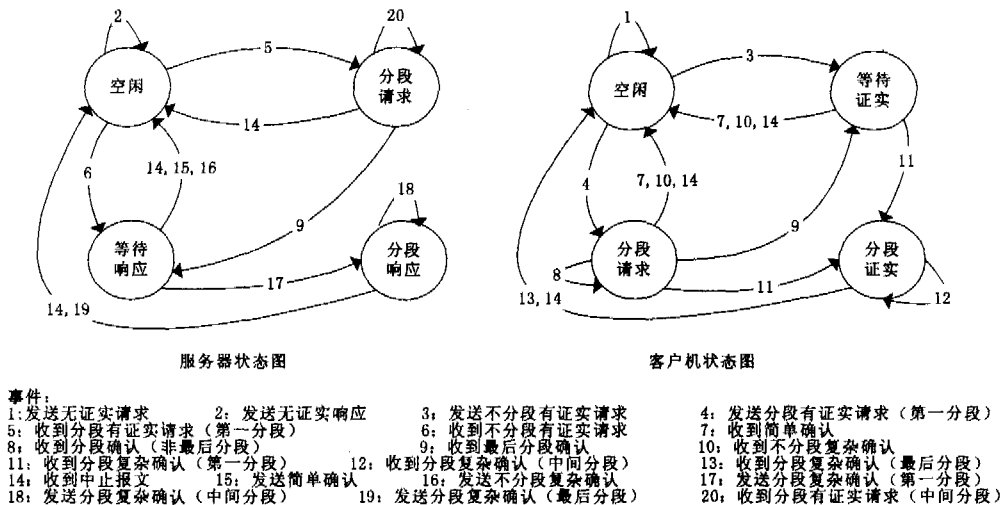 2
20
空闲
5
分段
请求
14
6
14,15,16
9
18
等待
响应
17
分段
响应
14,19
服务器状态图
1
空闲
3
等待
证实
7,10,14
4
7,10,14
11
9
分段
请求
8
11
分段
证实
12
13,14
客户机状态图
事件:
1:发送无证实请求 2: 发送无证实响应 3: 发送不分段有证实请求 4: 发送分段有证实请求(第一分段)
5: 收到分段有证实请求(第一分段) 6: 收到不分段有证实请求 7: 收到简单确认
8: 收到分段确认(非最后分段) 9: 收到最后分段确认 10: 收到不分段复杂确认
11: 收到分段复杂确认(第一分段) 12: 收到分段复杂确认(中间分段) 13: 收到分段复杂确认(最后分段)
14: 收到中止报文 15: 发送简单确认 16: 发送不分段复杂确认 17: 发送分段复杂确认(第一分段)
18: 发送分段复杂确认(中间分段) 19: 发送分段复杂确认(最后分段) 20: 收到分段有证实请求(中间分段)